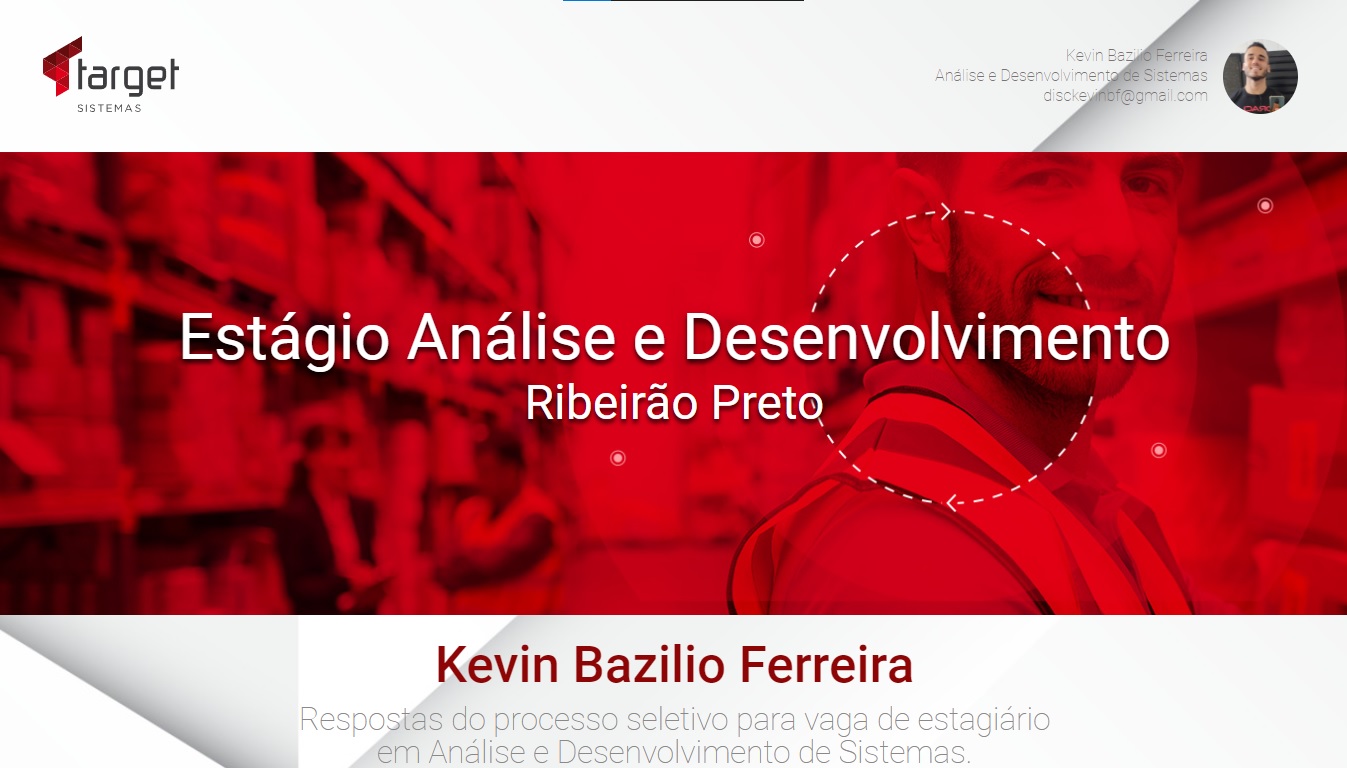 target
SISTEMAS
Kevin Bazilio Ferreira
Análise e Desenvolvimento de Sistemas
disckevinbf@gmail.com
Estágio Análise e Desenvolvimento
Ribeirão Preto
Kevin Bazilio Ferreira
Respostas do processo seletivo para vaga de estagiário
em Análise e Desenvolvimento de Sistemas.